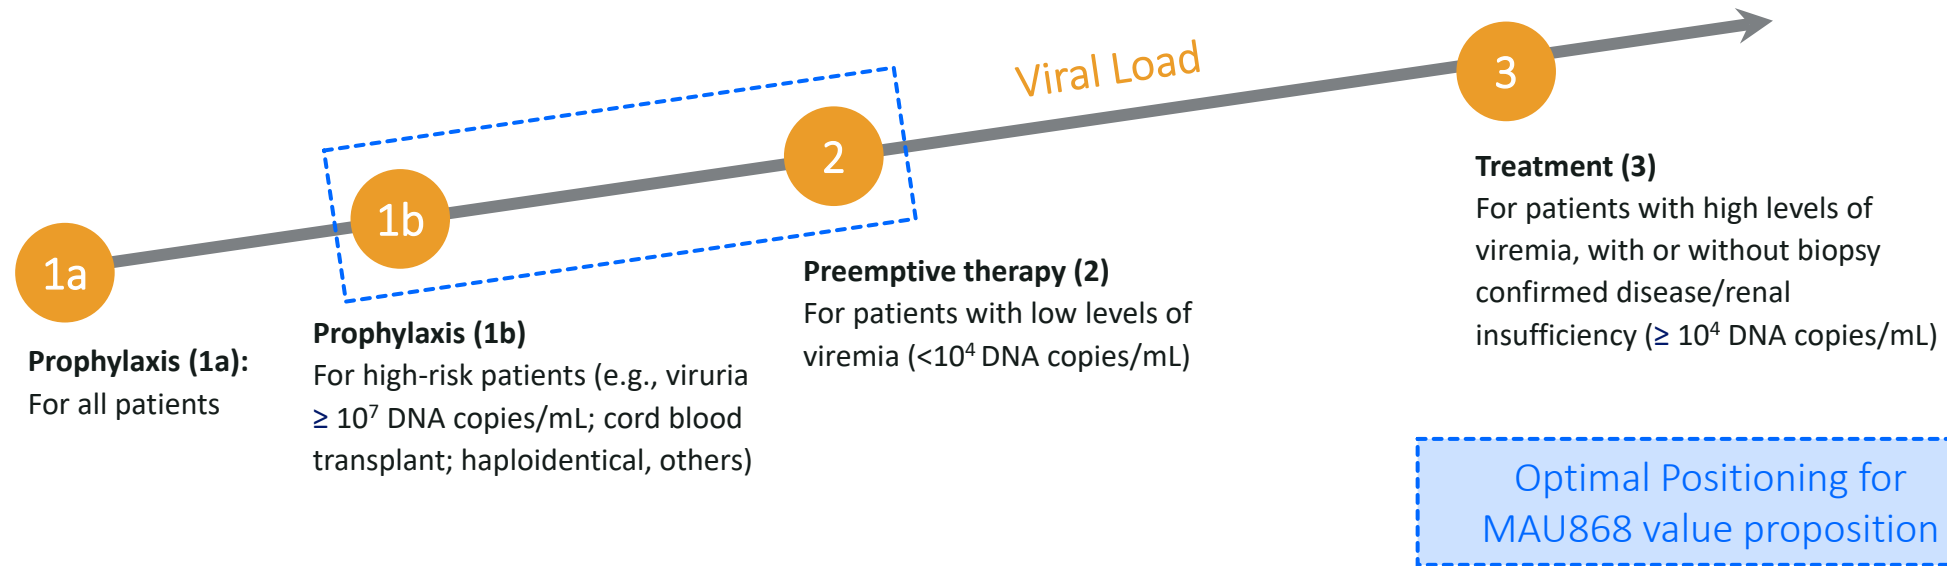 Viral Load
3
2
1b
1a
Treatment (3)
For patients with high levels of
viremia, with or without biopsy
confirmed disease/renal
insufficiency (≥ 10⁴ DNA copies/mL)
Preemptive therapy (2)
For patients with low levels of
viremia (<10⁴ DNA copies/mL)
Prophylaxis (1b)
For high-risk patients (e.g., viruria
≥ 10⁷ DNA copies/mL; cord blood
transplant; haploidentical, others)
Prophylaxis (1a):
For all patients
Optimal Positioning for
MAU868 value proposition